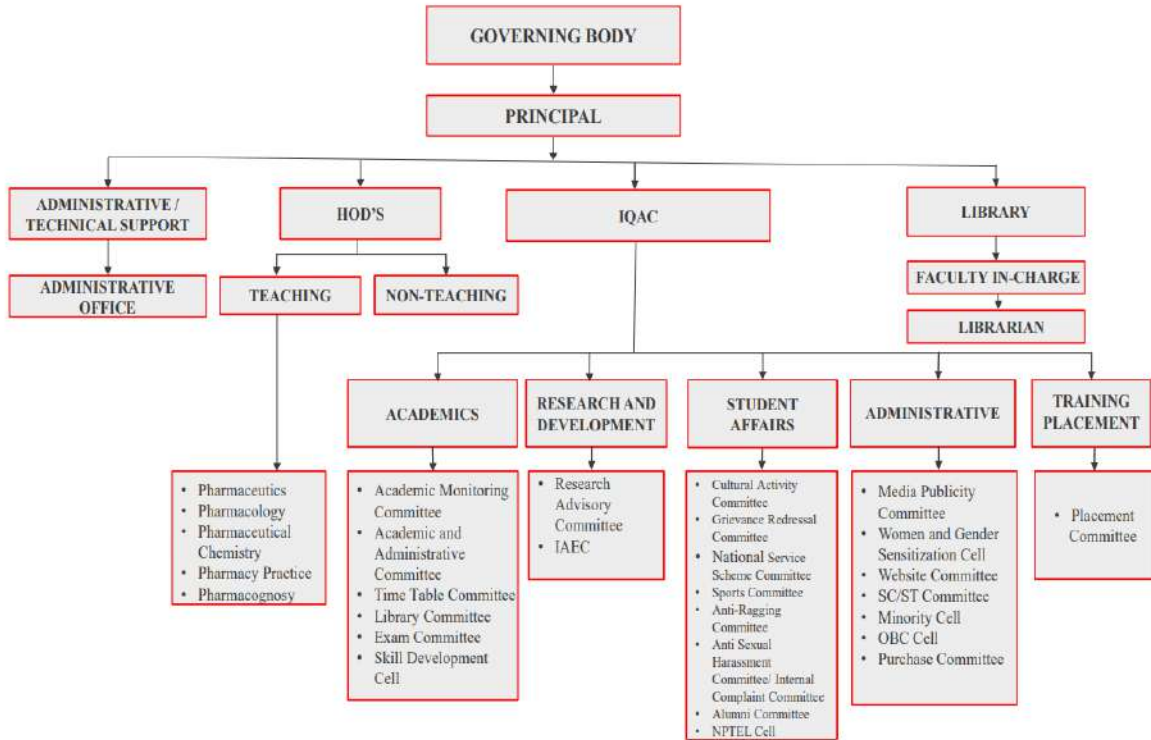 GOVERNING BODY
PRINCIPAL
ADMINISTRATIVE /
TECHNICAL SUPPORT
HOD'S
IQAC
LIBRARY
ADMINISTRATIVE
OFFICE
TEACHING
NON-TEACHING
FACULTY IN-CHARGE
LIBRARIAN
ACADEMICS
RESEARCH AND
DEVELOPMENT
STUDENT
AFFAIRS
ADMINISTRATIVE
TRAINING
PLACEMENT
• Pharmaceutics
• Pharmacology
• Pharmaceutical
Chemistry
• Pharmacy Practice
• Pharmacognosy
• Academic Monitoring
Committee
• Academic and
Administrative
Committee
• Time Table Committee
• Library Committee
• Exam Committee
• Skill Development
Cell
• Research
Advisory
Committee
• IAEC
• Cultural Activity
Committee
• Grievance Redressal
Committee
• National Service
Scheme Committee
• Sports Committee
• Anti-Ragging
Committee
• Anti Sexual
Harassment
Committee/ Internal
Complaint Committee
• Alumni Committee
• NPTEL Cell
• Media Publicity
Committee
• Women and Gender
Sensitization Cell
• Website Committee
• SC/ST Committee
• Minority Cell
• OBC Cell
• Purchase Committee
• Placement
Committee